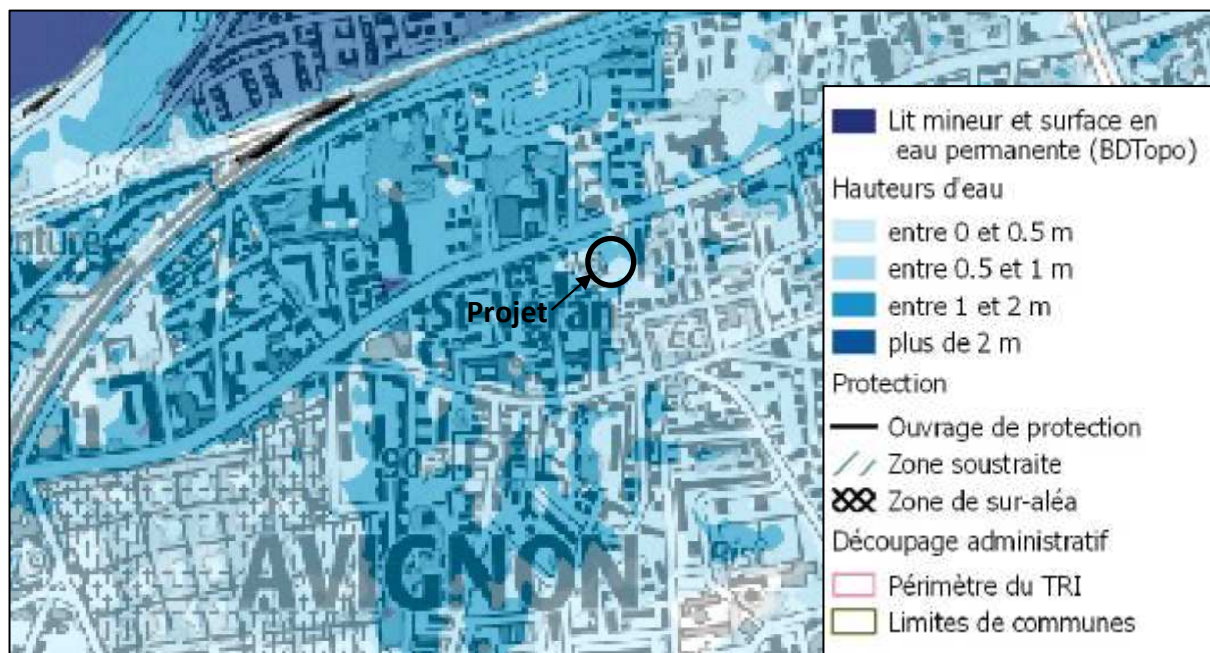 Projet
AVIGNON
Lit mineur et surface en
eau permanente (BDTopo)
Hauteurs d'eau
entre 0 et 0.5 m
entre 0.5 et 1 m
entre 1 et 2 m
plus de 2 m
Protection
Ouvrage de protection
Zone soustraite
Zone de sur-aléa
Découpage administratif
Périmètre du TRI
Limites de communes